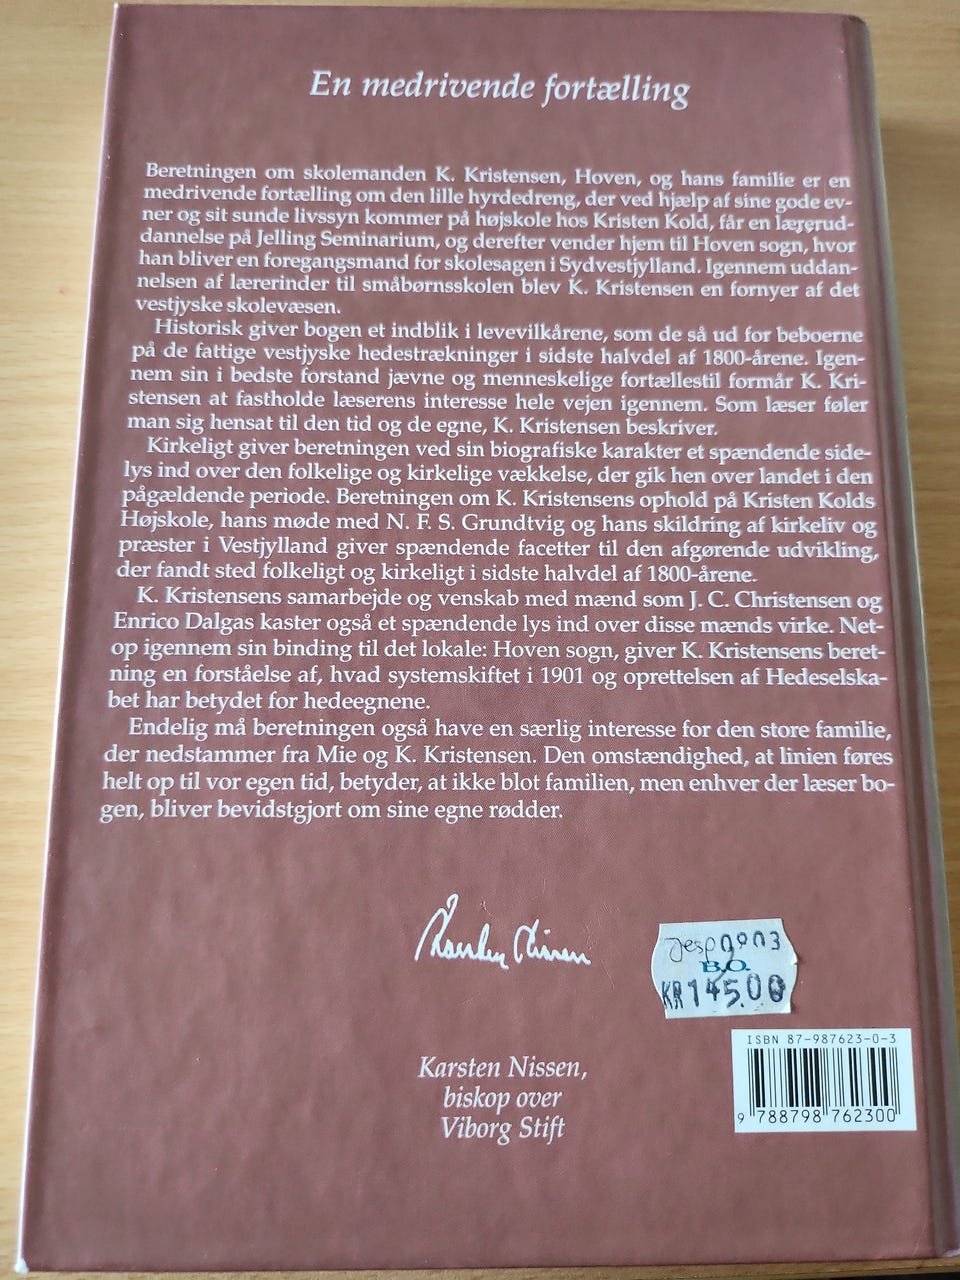 En medrivende fortælling
Beretningen om skolemanden K. Kristensen, Hoven, og hans familie er en
medrivende fortælling om den lille hyrdedreng, der ved hjælp af sine gode ev-
ner og sit sunde livssyn kommer på højskole hos Kristen Kold, får en lærerud-
dannelse på Jelling Seminarium, og derefter vender hjem til Hoven sogn, hvor
han bliver en foregangsmand for skolesagen i Sydvestjylland. Igennem uddan-
nelsen af lærerinder til småbørnsskolen blev K. Kristensen en fornyer af det
vestjyske skolevæsen.
Historisk giver bogen et indblik i levevilkårene, som de så ud for beboerne
på de fattige vestjyske hedestrækninger i sidste halvdel af 1800-årene. Igen-
nem sin i bedste forstand jævne og menneskelige fortællestil formår K. Kri-
stensen at fastholde læserens interesse hele vejen igennem. Som læser føler
man sig hensat til den tid og de egne, K. Kristensen beskriver.
Kirkeligt giver beretningen ved sin biografiske karakter et spændende side-
lys ind over den folkelige og kirkelige vækkelse, der gik hen over landet i den
pågældende periode. Beretningen om K. Kristensens ophold på Kristen Kolds
Højskole, hans møde med N. F. S. Grundtvig og hans skildring af kirkeliv og
præster i Vestjylland giver spændende facetter til den afgørende udvikling,
der fandt sted folkeligt og kirkeligt i sidste halvdel af 1800-årene.
K. Kristensens samarbejde og venskab med mænd som J. C. Christensen og
Enrico Dalgas kaster også et spændende lys ind over disse mænds virke. Net-
op igennem sin binding til det lokale: Hoven sogn, giver K. Kristensens beret-
ning en forståelse af, hvad systemskiftet i 1901 og oprettelsen af Hedeselska-
bet har betydet for hedeegnene.
Endelig må beretningen også have en særlig interesse for den store familie,
der nedstammer fra Mie og K. Kristensen. Den omstændighed, at linien føres
helt op til vor egen tid, betyder, at ikke blot familien, men enhver der læser bo-
gen, bliver bevidstgjort om sine egne rødder.
Karsten Nissen
jesp 0903
B.O.
KR 145.00
ISBN 87-987623-0-3
9 788798 762300
Karsten Nissen,
biskop over
Viborg Stift